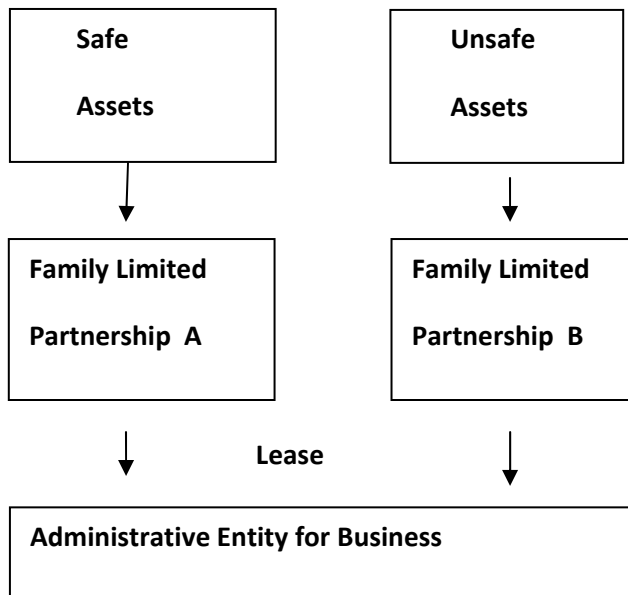 Safe
Assets
Unsafe
Assets
Family Limited
Partnership A
Family Limited
Partnership B
Lease
Administrative Entity for Business